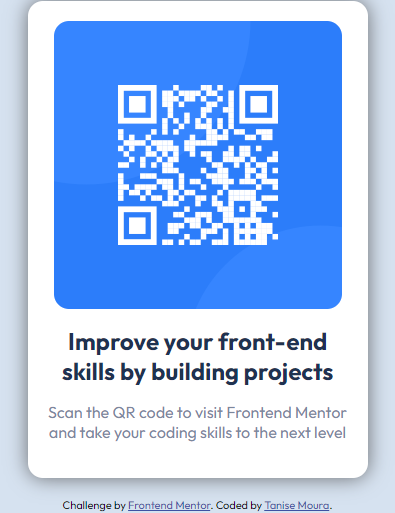 Improve your front-end
skills by building projects
Scan the QR code to visit Frontend Mentor
and take your coding skills to the next level
Challenge by Frontend Mentor. Coded by Tanise Moura.